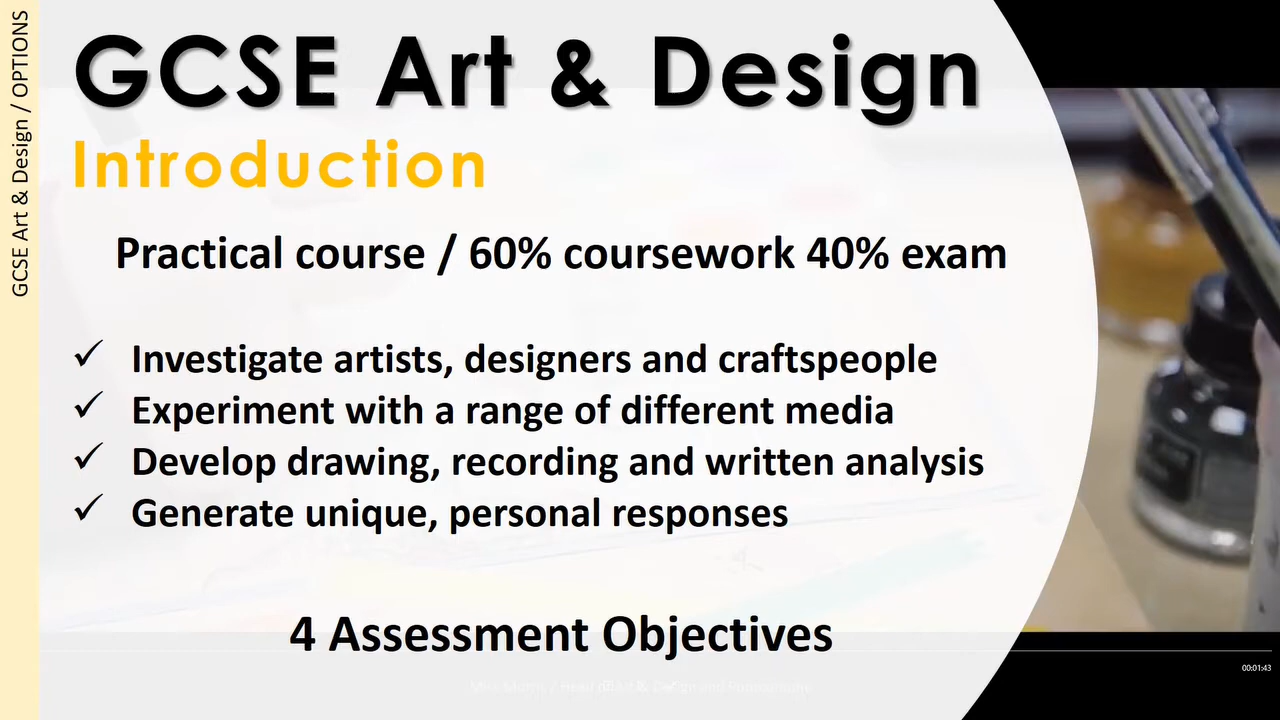 GCSE Art & Design / OPTIONS
GCSE Art & Design
Introduction
Practical course / 60% coursework 40% exam
✓ Investigate artists, designers and craftspeople
✓ Experiment with a range of different media
✓ Develop drawing, recording and written analysis
✓ Generate unique, personal responses
4 Assessment Objectives
00:01:43